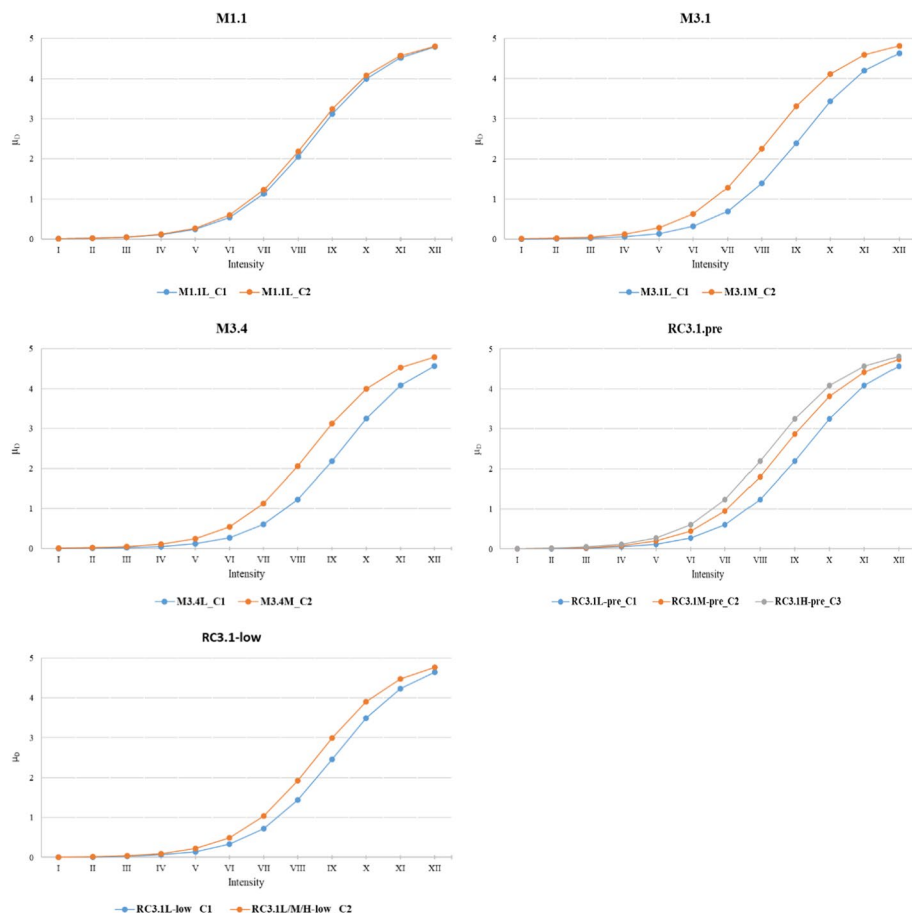 M1.1
5
4
3
2
1
0
μD
I II III IV V VI VII VIII IX X XI XII
Intensity
M1.1L_C1 M1.1L_C2
M3.1
5
4
3
2
1
0
μD
I II III IV V VI VII VIII IX X XI XII
Intensity
M3.1L_C1 M3.1M_C2
M3.4
5
4
3
2
1
0
μD
I II III IV V VI VII VIII IX X XI XII
Intensity
M3.4L_C1 M3.4M_C2
RC3.1.pre
5
4
3
2
1
0
μD
I II III IV V VI VII VIII IX X XI XII
Intensity
RC3.1L-pre_C1 RC3.1M-pre_C2 RC3.1H-pre_C3
RC3.1-low
5
4
3
2
1
0
μD
I II III IV V VI VII VIII IX X XI XII
Intensity
RC3.1L-low_C1 RC3.1L/M/H-low_C2